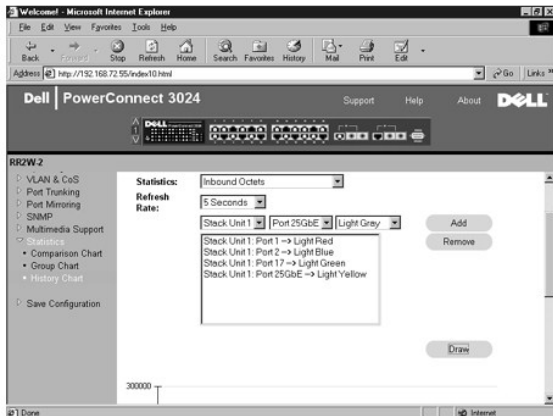 Welcome! - Microsoft Internet Explorer
File Edit View Favorites Tools Help
Back Forward Stop Refresh Home Search Favorites History Mail Print Edit
Address http://192.168.72.55/index10.html Go Links »
Dell PowerConnect 3024
Support Help About DELL
DELL
RR2W-2
VLAN & CoS
Port Trunking
Port Mirroring
SNMP
Multimedia Support
Statistics
Comparison Chart
Group Chart
History Chart
Save Configuration
Statistics: Inbound Octets
Refresh Rate: 5 Seconds
Stack Unit 1 Port 25GbE Light Gray Add
Stack Unit 1: Port 1 --> Light Red
Stack Unit 1: Port 2 --> Light Blue
Stack Unit 1: Port 17 --> Light Green
Stack Unit 1: Port 25GbE --> Light Yellow
Remove
Draw
300000
Done Internet